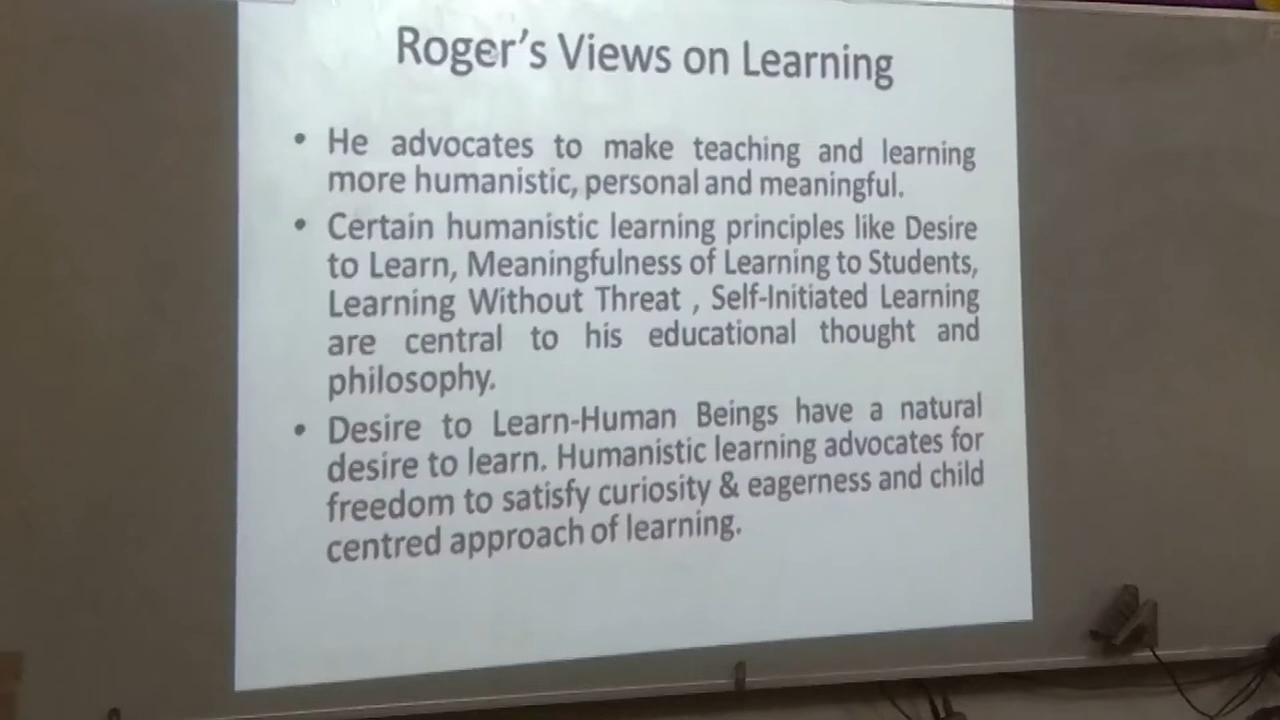 Roger's Views on Learning
• He advocates to make teaching and learning
more humanistic, personal and meaningful.
• Certain humanistic learning principles like Desire
to Learn, Meaningfulness of Learning to Students,
Learning Without Threat , Self-Initiated Learning
are central to his educational thought and
philosophy.
• Desire to Learn-Human Beings have a natural
desire to learn. Humanistic learning advocates for
freedom to satisfy curiosity & eagerness and child
centred approach of learning.